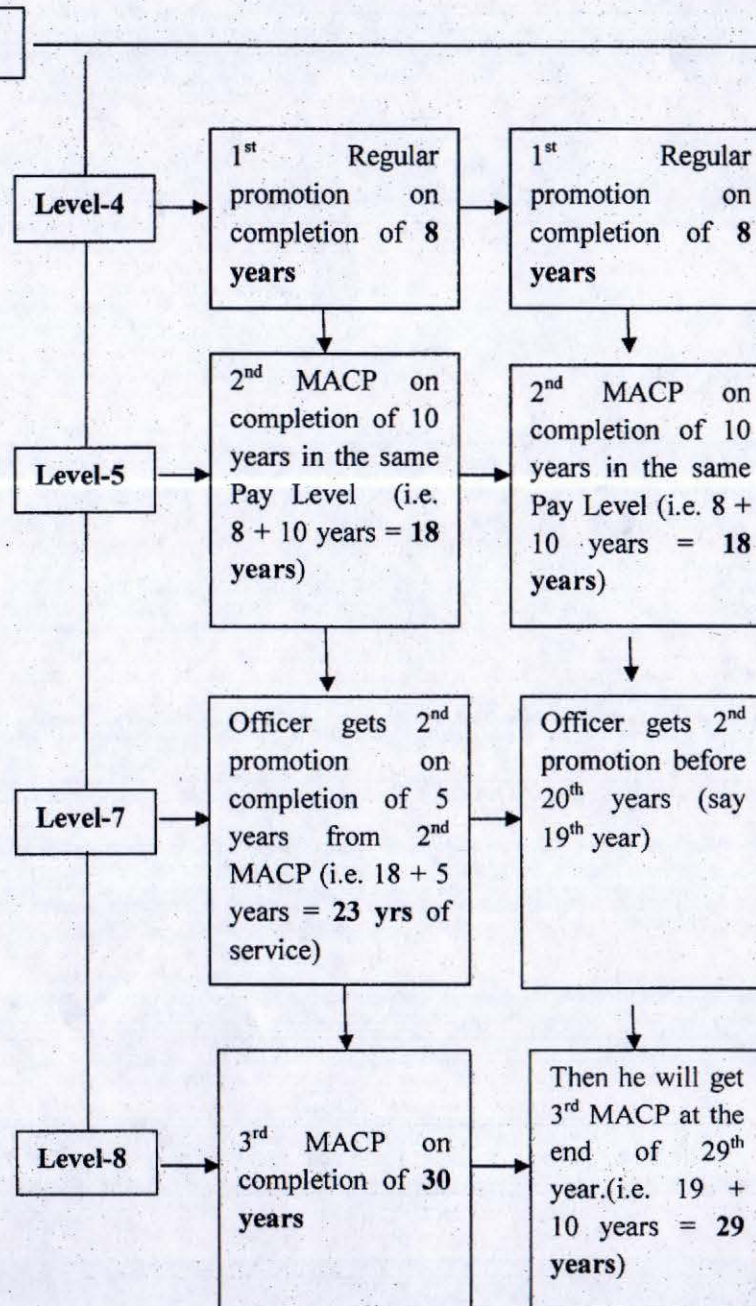 Level-4
1st Regular
promotion on
completion of 8
years
1st Regular
promotion on
completion of 8
years
Level-5
2nd MACP on
completion of 10
years in the same
Pay Level (i.e.
8 + 10 years = 18
years)
2nd MACP on
completion of 10
years in the same
Pay Level (i.e. 8 +
10 years = 18
years)
Level-7
Officer gets 2nd
promotion on
completion of 5
years from 2nd
MACP (i.e. 18 + 5
years = 23 yrs of
service)
Officer gets 2nd
promotion before
20th years (say
19th year)
Level-8
3rd MACP on
completion of 30
years
Then he will get
3rd MACP at the
end of 29th
year.(i.e. 19 +
10 years = 29
years)